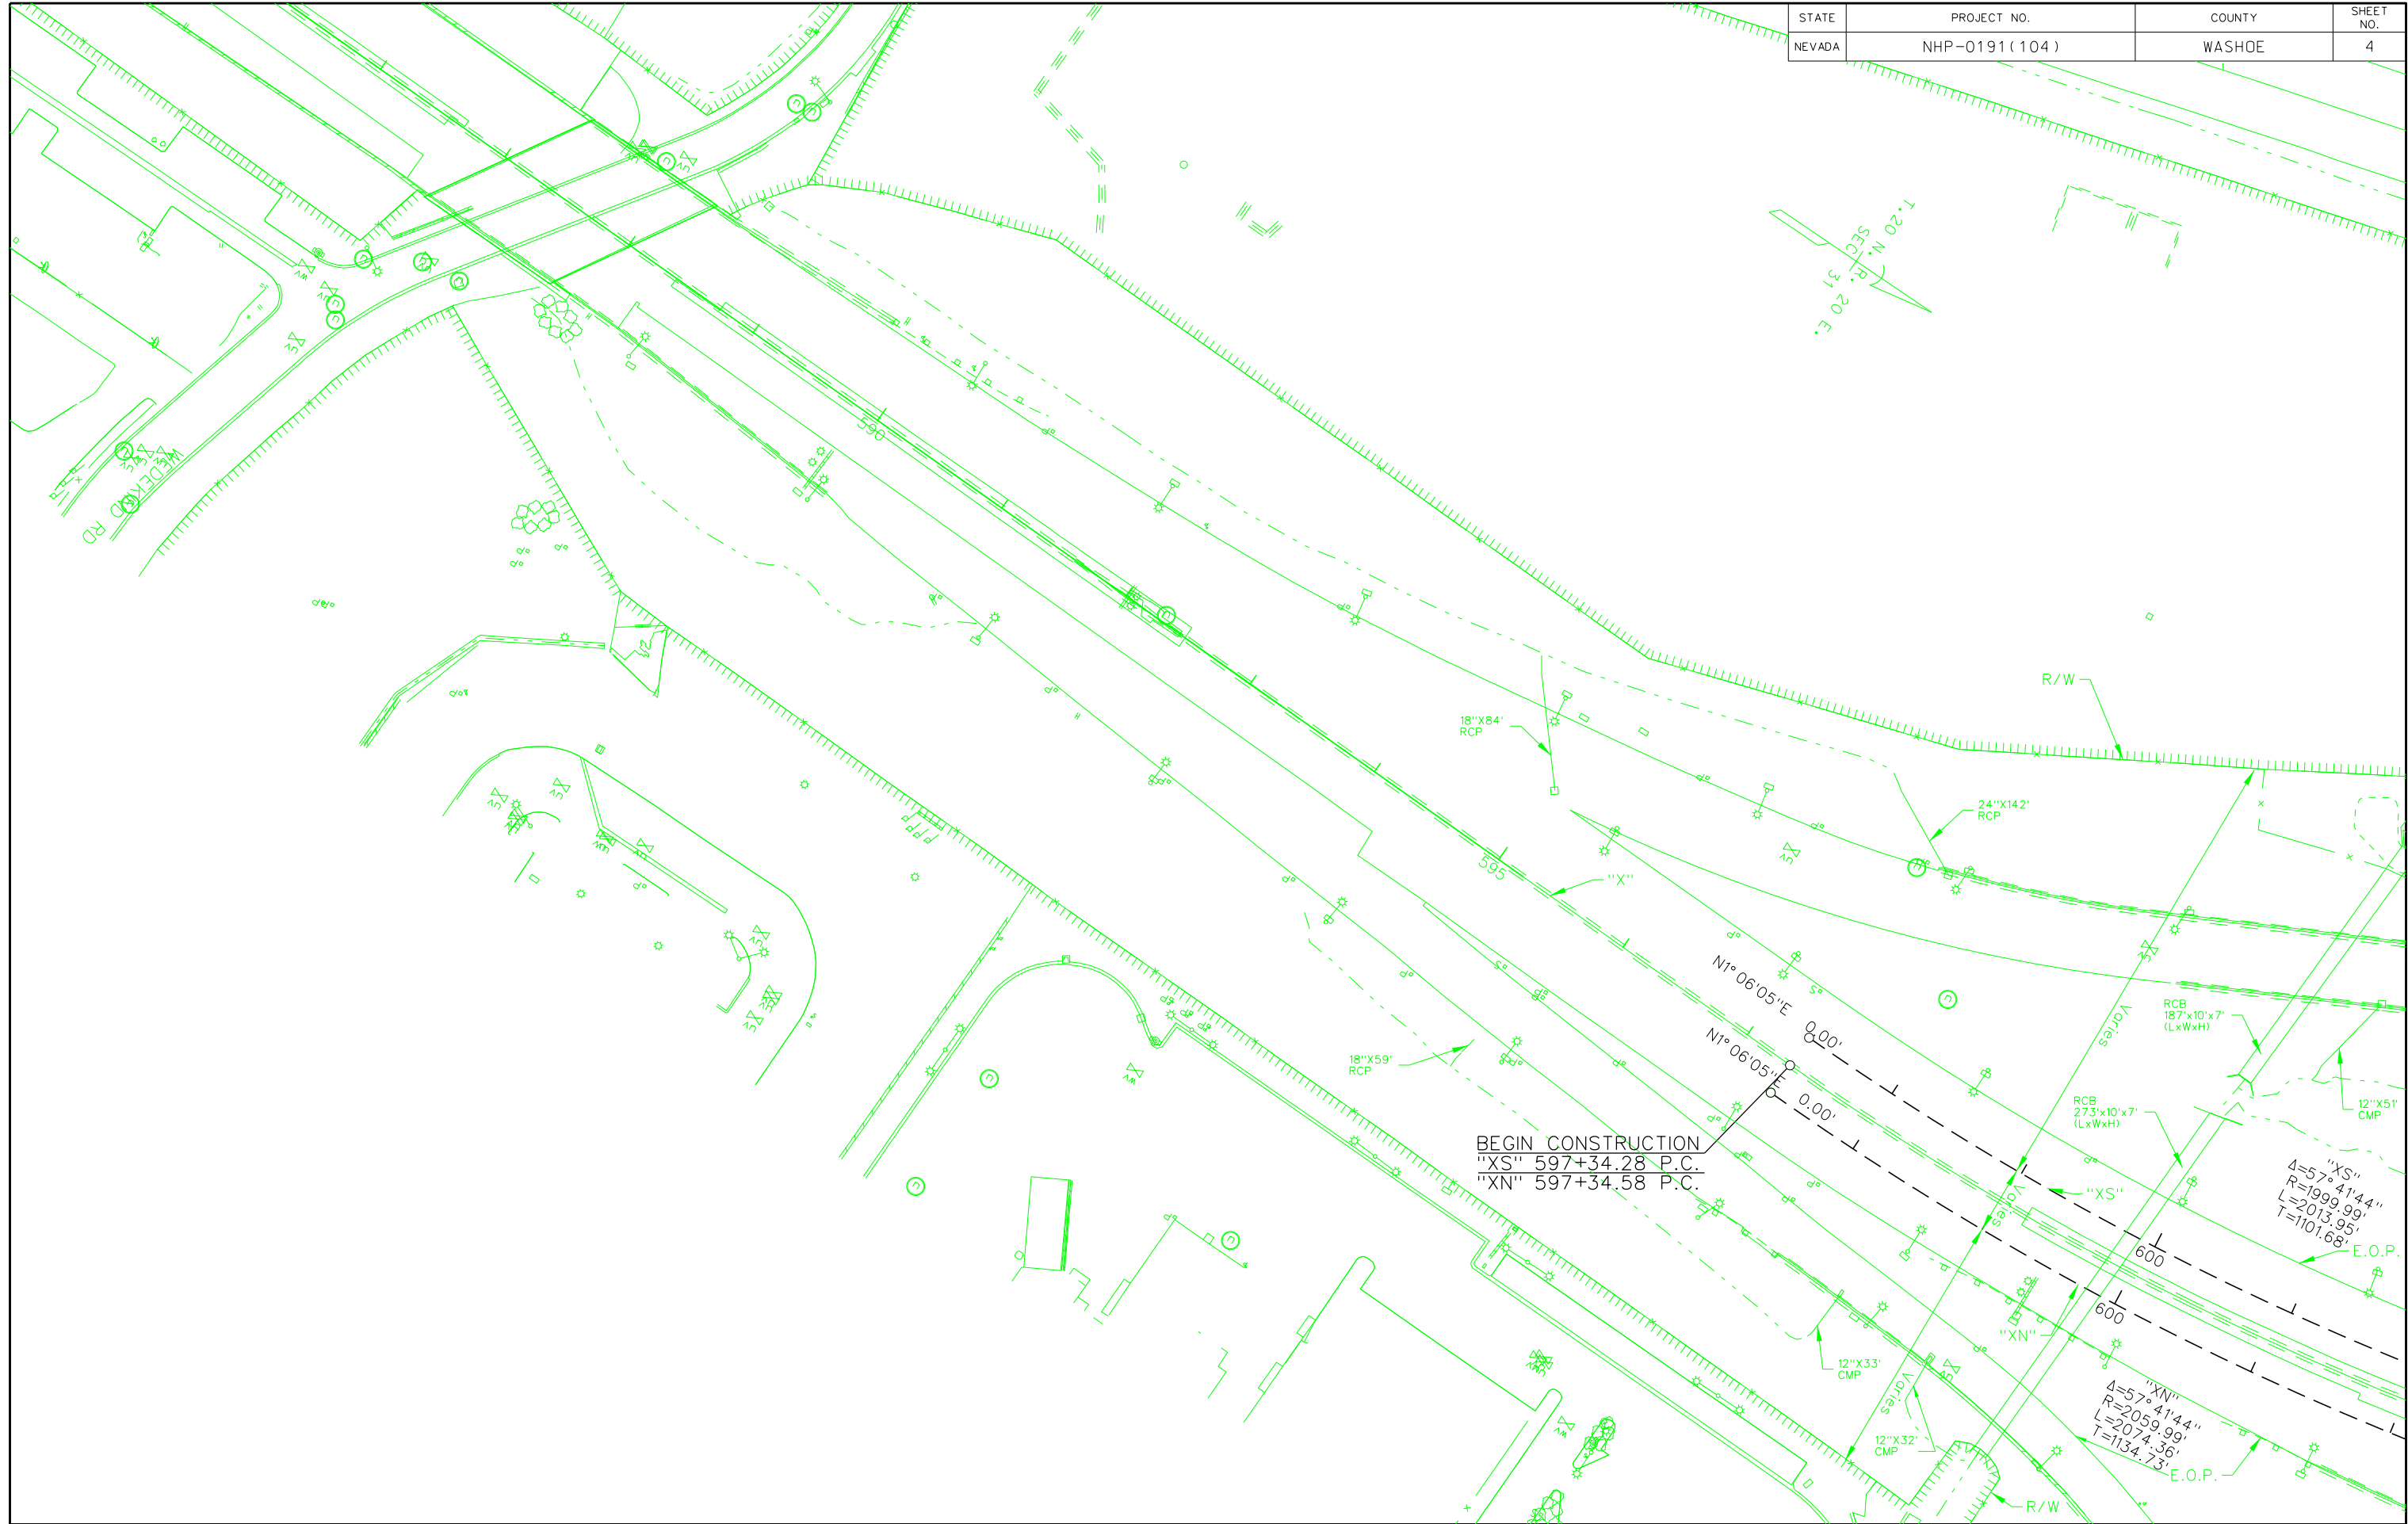 STATE
PROJECT NO.
COUNTY
SHEET
NO.
NEVADA
NHP-0191(104)
WASHOE
4
T. 20 N. R. 20 E.
SEC. 31
WEDEKIND RD
590
R/W
18"X84'
RCP
24"X142'
RCP
595
"X"
N1° 06'05"E
0.00'
N1° 06'05"E
0.00'
18"X59'
RCP
Varies
RCB
187'x10'x7'
(LxWxH)
RCB
273'x10'x7'
(LxWxH)
12"X51'
CMP
BEGIN CONSTRUCTION
"XS" 597+34.28 P.C.
"XN" 597+34.58 P.C.
"XS"
Δ=57° 41'44"
R=1999.99'
L=2013.95'
T=1101.68'
"XS"
Varies
E.O.P.
600
600
"XN"
12"X33'
CMP
Varies
12"X32'
CMP
"XN"
Δ=57° 41'44"
R=2059.99'
L=2074.36'
T=1134.73'
E.O.P.
R/W